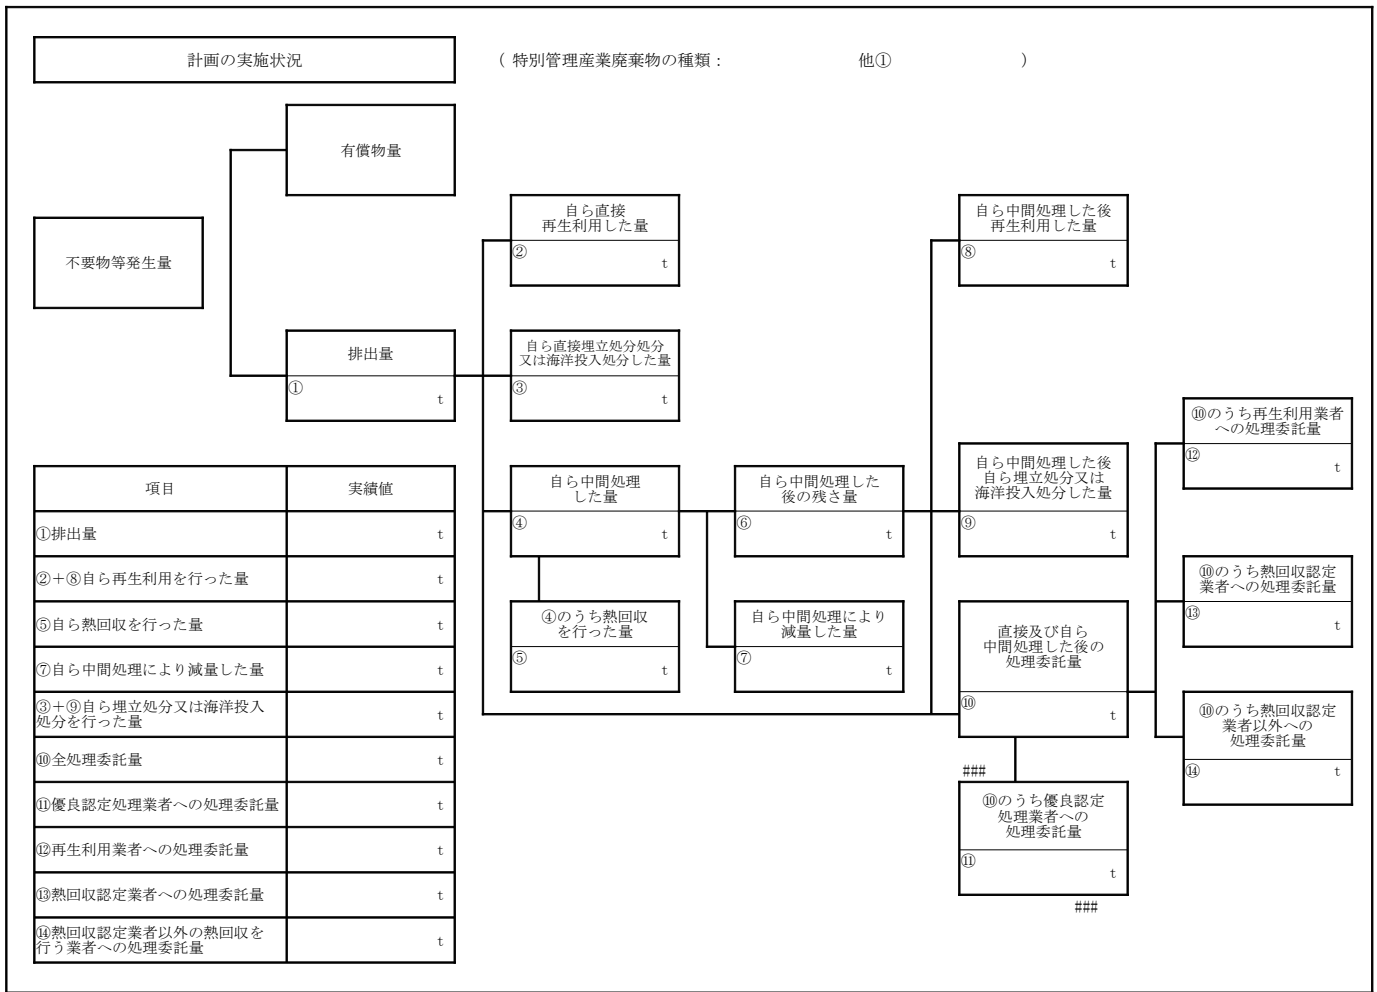 計画の実施状況
（ 特別管理産業廃棄物の種類： 他① ）
有償物量
不要物等発生量
自ら直接
再生利用した量
②
t
自ら中間処理した後
再生利用した量
⑧
t
排出量
①
t
自ら直接埋立処分処分
又は海洋投入処分した量
③
t
⑩のうち再生利用業者
への処理委託量
⑫
t
自ら中間処理
した量
④
t
自ら中間処理した
後の残さ量
⑥
t
自ら中間処理した後
自ら埋立処分又は
海洋投入処分した量
⑨
t
⑩のうち熱回収認定
業者への処理委託量
⑬
t
④のうち熱回収
を行った量
⑤
t
自ら中間処理により
減量した量
⑦
t
直接及び自ら
中間処理した後の
処理委託量
⑩
t
⑩のうち熱回収認定
業者以外への
処理委託量
⑭
t
###
⑩のうち優良認定
処理業者への
処理委託量
⑪
t
###
項目 実績値
①排出量 t
②＋⑧自ら再生利用を行った量 t
⑤自ら熱回収を行った量 t
⑦自ら中間処理により減量した量 t
③＋⑨自ら埋立処分又は海洋投入
処分を行った量 t
⑩全処理委託量 t
⑪優良認定処理業者への処理委託量 t
⑫再生利用業者への処理委託量 t
⑬熱回収認定業者への処理委託量 t
⑭熱回収認定業者以外の熱回収を
行う業者への処理委託量 t